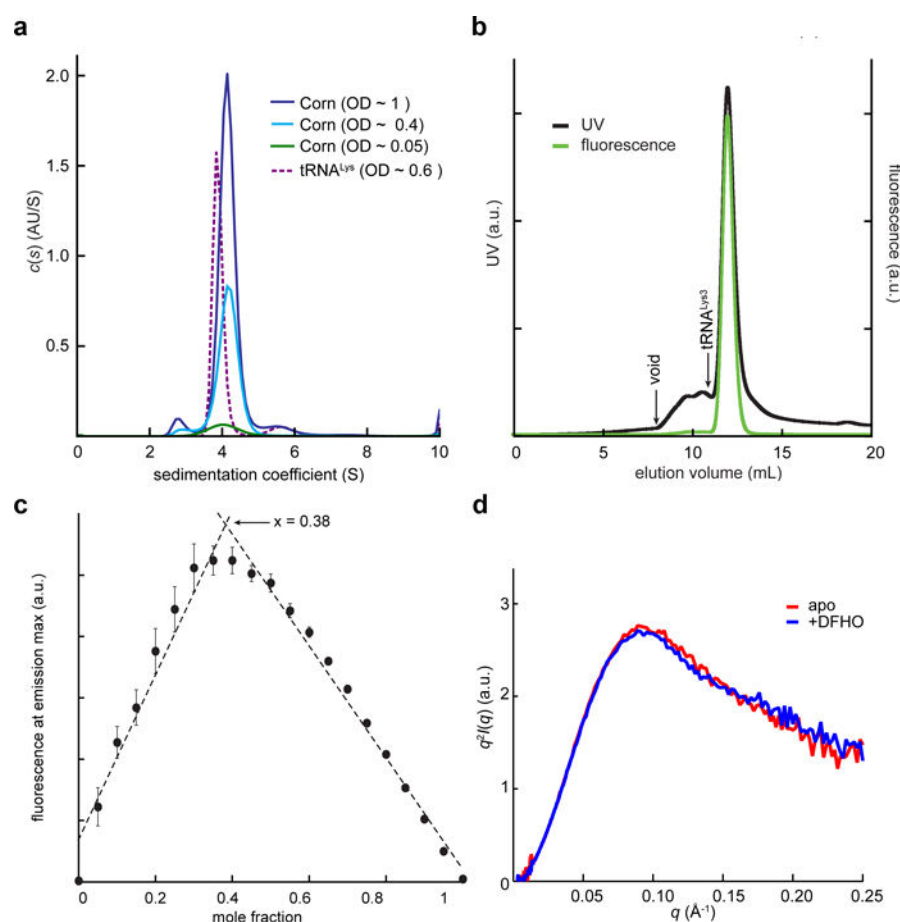 a
2.0
1.5
1.0
0.5
c(s) (AU/S)
Corn (OD ~ 1 )
Corn (OD ~ 0.4)
Corn (OD ~ 0.05)
tRNALys (OD ~ 0.6 )
0 2 4 6 8 10
sedimentation coefficient (S)
b
UV (a.u.)
UV
fluorescence
void
tRNALys3
fluorescence (a.u.)
0 5 10 15 20
elution volume (mL)
c
fluorescence at emission max (a.u.)
x = 0.38
0 0.2 0.4 0.6 0.8 1
mole fraction
d
3
2
1
0
q²I(q) (a.u.)
apo
+DFHO
0.05 0.10 0.15 0.20 0.25
q (Å-1)